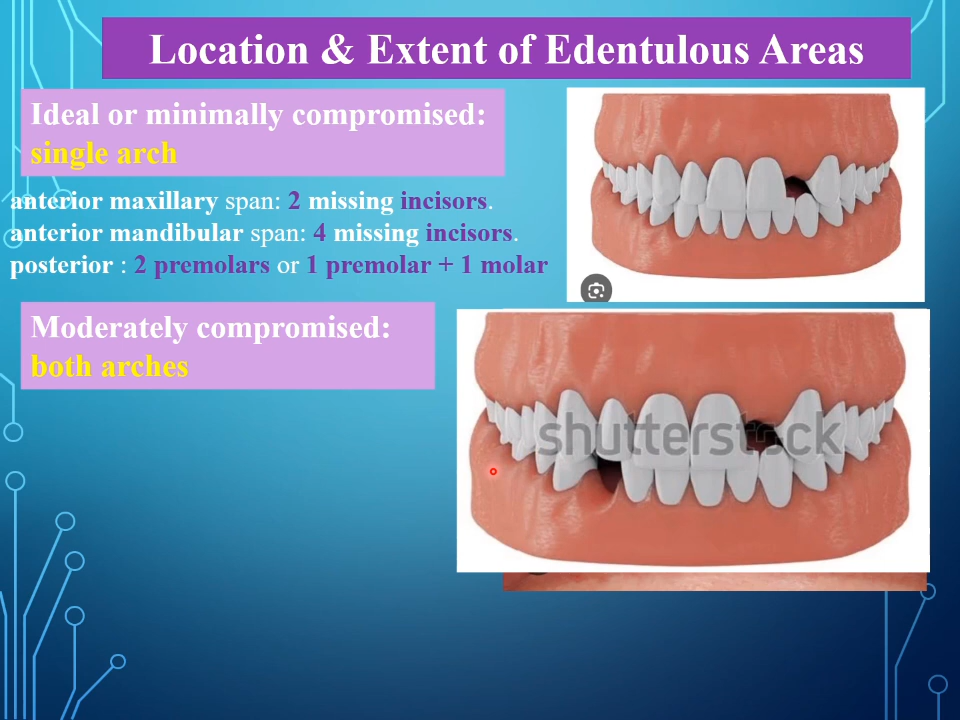 Location & Extent of Edentulous Areas
Ideal or minimally compromised:
single arch
anterior maxillary span: 2 missing incisors.
anterior mandibular span: 4 missing incisors.
posterior : 2 premolars or 1 premolar + 1 molar
Moderately compromised:
both arches
shutterstock